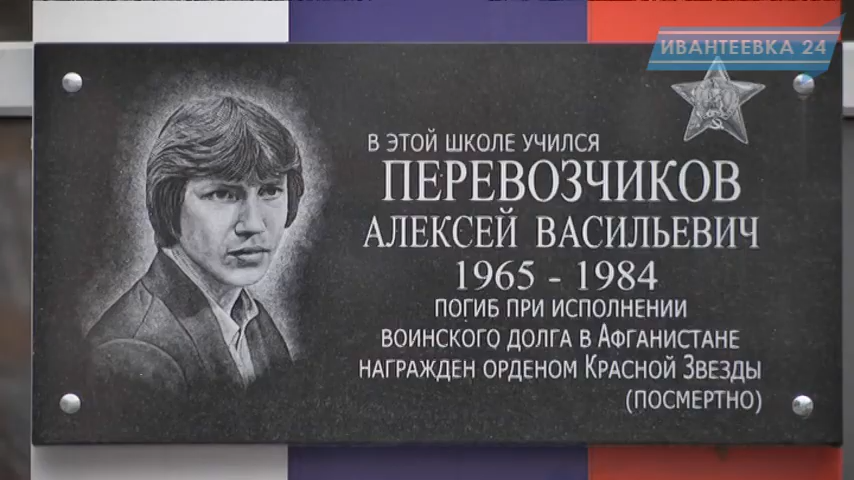 ИВАНТЕЕВКА 24
В ЭТОЙ ШКОЛЕ УЧИЛСЯ
ПЕРЕВОЗЧИКОВ
АЛЕКСЕЙ ВАСИЛЬЕВИЧ
1965 - 1984
ПОГИБ ПРИ ИСПОЛНЕНИИ
ВОИНСКОГО ДОЛГА В АФГАНИСТАНЕ
НАГРАЖДЕН ОРДЕНОМ КРАСНОЙ ЗВЕЗДЫ
(ПОСМЕРТНО)